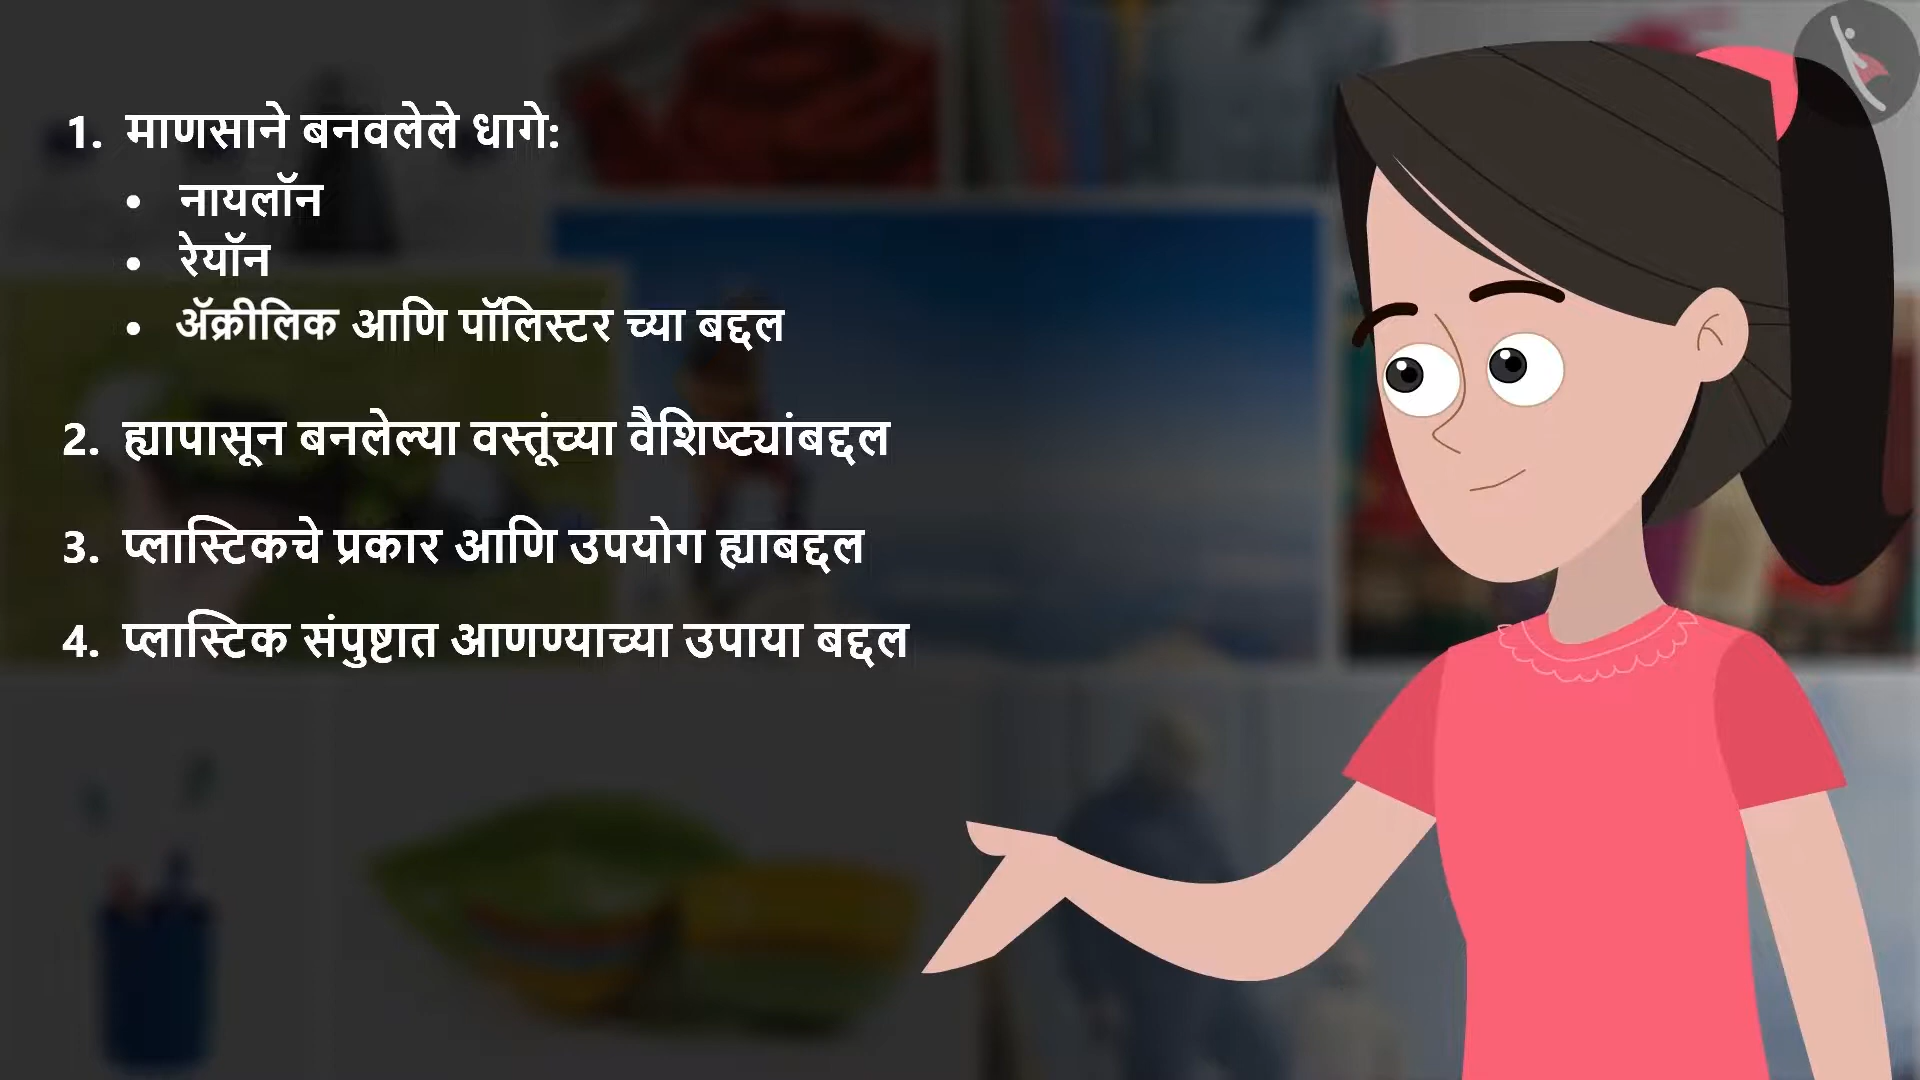 1. माणसाने बनवलेले धागे:
• नायलॉन
• रेयॉन
• ॲक्रीलिक आणि पॉलिस्टर च्या बद्दल
2. ह्यापासून बनलेल्या वस्तूंच्या वैशिष्ट्यांबद्दल
3. प्लास्टिकचे प्रकार आणि उपयोग ह्याबद्दल
4. प्लास्टिक संपुष्टात आणण्याच्या उपाया बद्दल